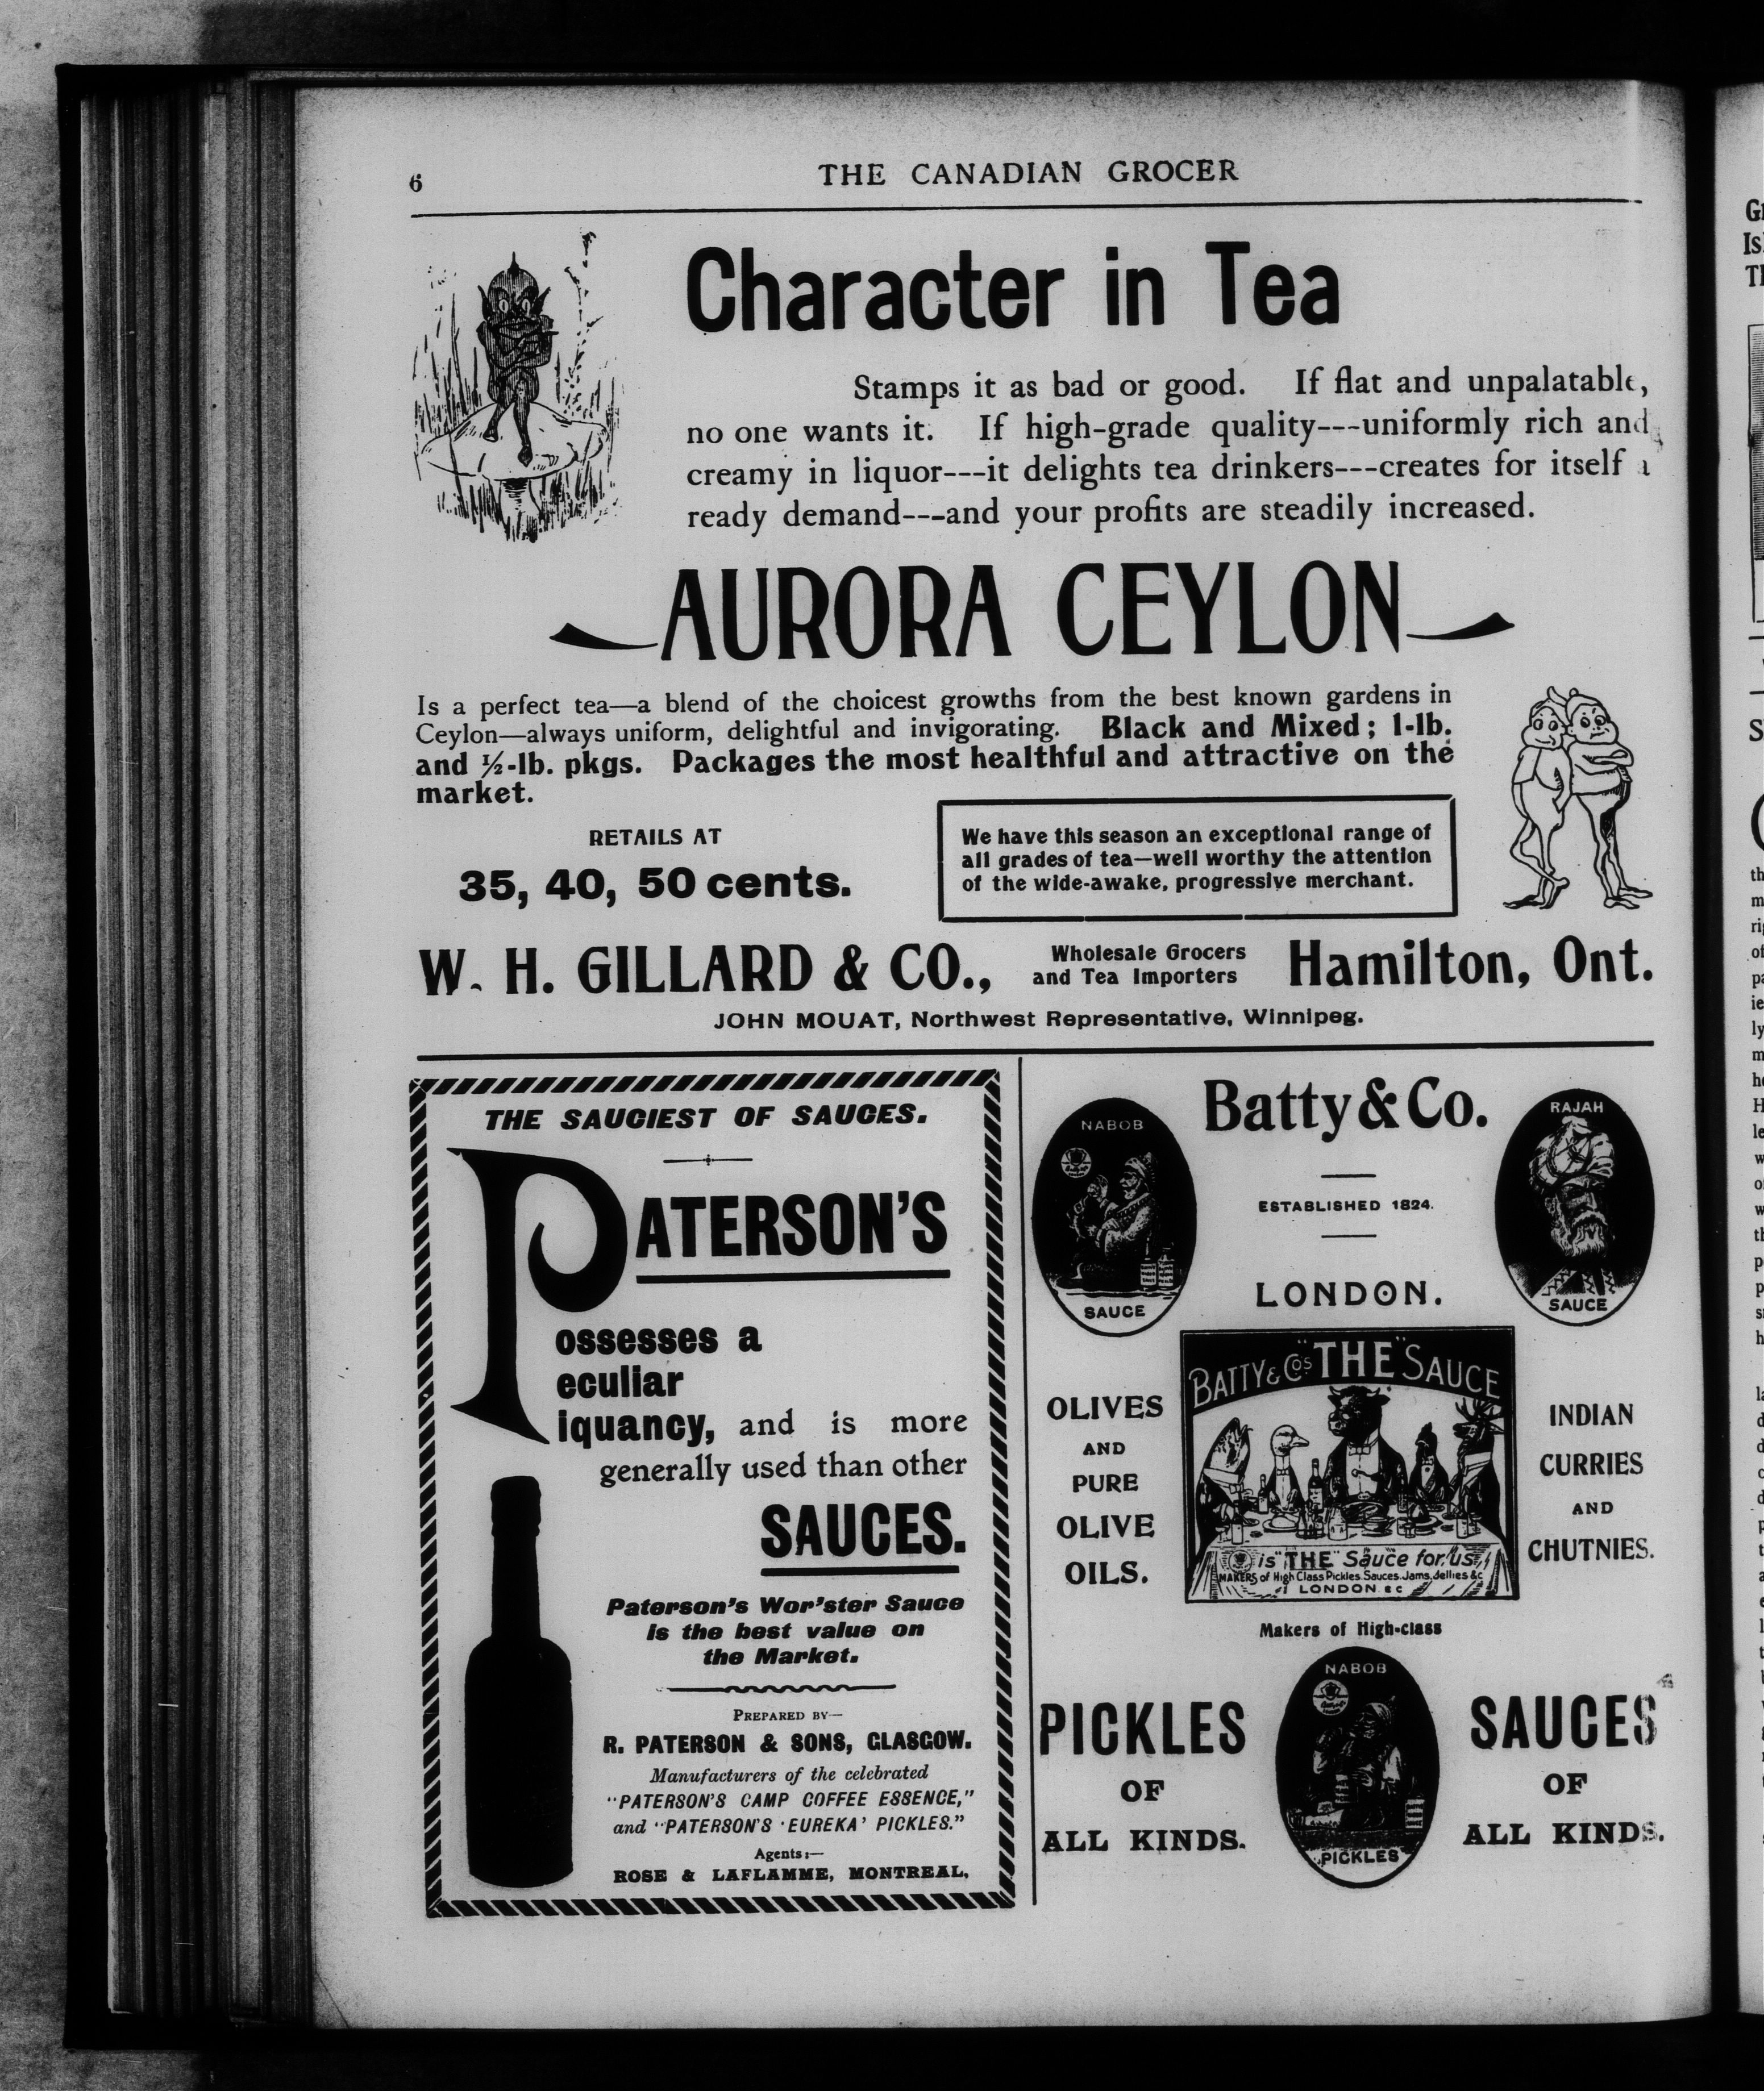 6
THE CANADIAN GROCER
Character in Tea
Stamps it as bad or good. If flat and unpalatable,
no one wants it. If high-grade quality---uniformly rich and
creamy in liquor---it delights tea drinkers---creates for itself a
ready demand---and your profits are steadily increased.
AURORA CEYLON
Is a perfect tea—a blend of the choicest growths from the best known gardens in
Ceylon—always uniform, delightful and invigorating. Black and Mixed; 1-lb.
and ½-lb. pkgs. Packages the most healthful and attractive on the
market.
RETAILS AT
35, 40, 50 cents.
We have this season an exceptional range of
all grades of tea—well worthy the attention
of the wide-awake, progressive merchant.
W. H. GILLARD & CO., Wholesale Grocers
and Tea Importers
Hamilton, Ont.
JOHN MOUAT, Northwest Representative, Winnipeg.
THE SAUCIEST OF SAUCES.
PATERSON'S
ossesses a
eculiar
iquancy, and is more
generally used than other
SAUCES.
Paterson's Wor'ster Sauce
is the best value on
the Market.
PREPARED BY—
R. PATERSON & SONS, GLASGOW.
Manufacturers of the celebrated
"PATERSON'S CAMP COFFEE ESSENCE,"
and "PATERSON'S 'EUREKA' PICKLES."
Agents:—
ROSE & LAFLAMME, MONTREAL,
NABOB
SAUCE
Batty & Co.
ESTABLISHED 1824.
LONDON.
RAJAH
SAUCE
OLIVES
AND
PURE
OLIVE
OILS.
BATTY & Cos "THE" SAUCE
is "THE" Sauce for us
MAKERS of High Class Pickles Sauces Jams Jellies &c
LONDON &c
INDIAN
CURRIES
AND
CHUTNIES.
Makers of High-class
PICKLES
OF
ALL KINDS.
NABOB
PICKLES
SAUCES
OF
ALL KINDS.